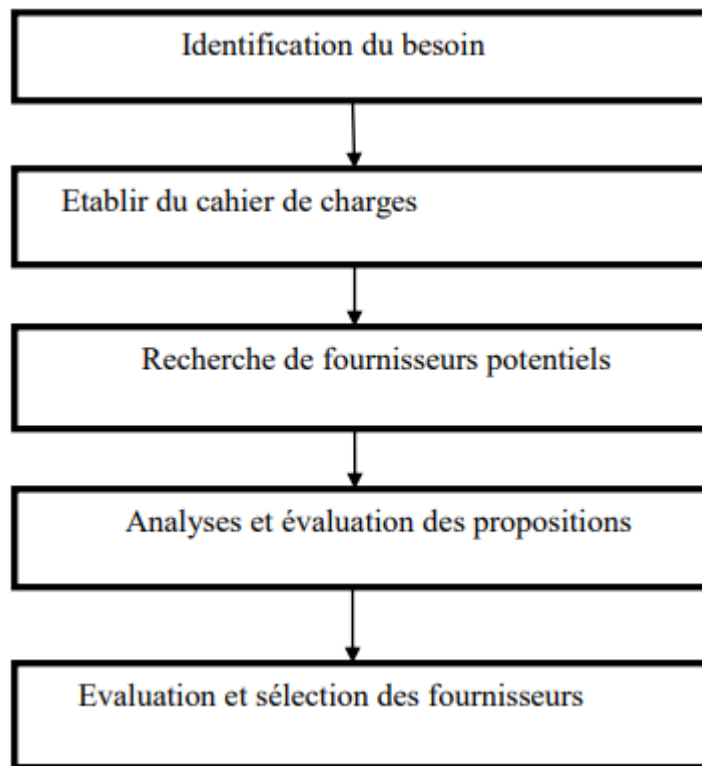 Identification du besoin
Etablir du cahier de charges
Recherche de fournisseurs potentiels
Analyses et évaluation des propositions
Evaluation et sélection des fournisseurs